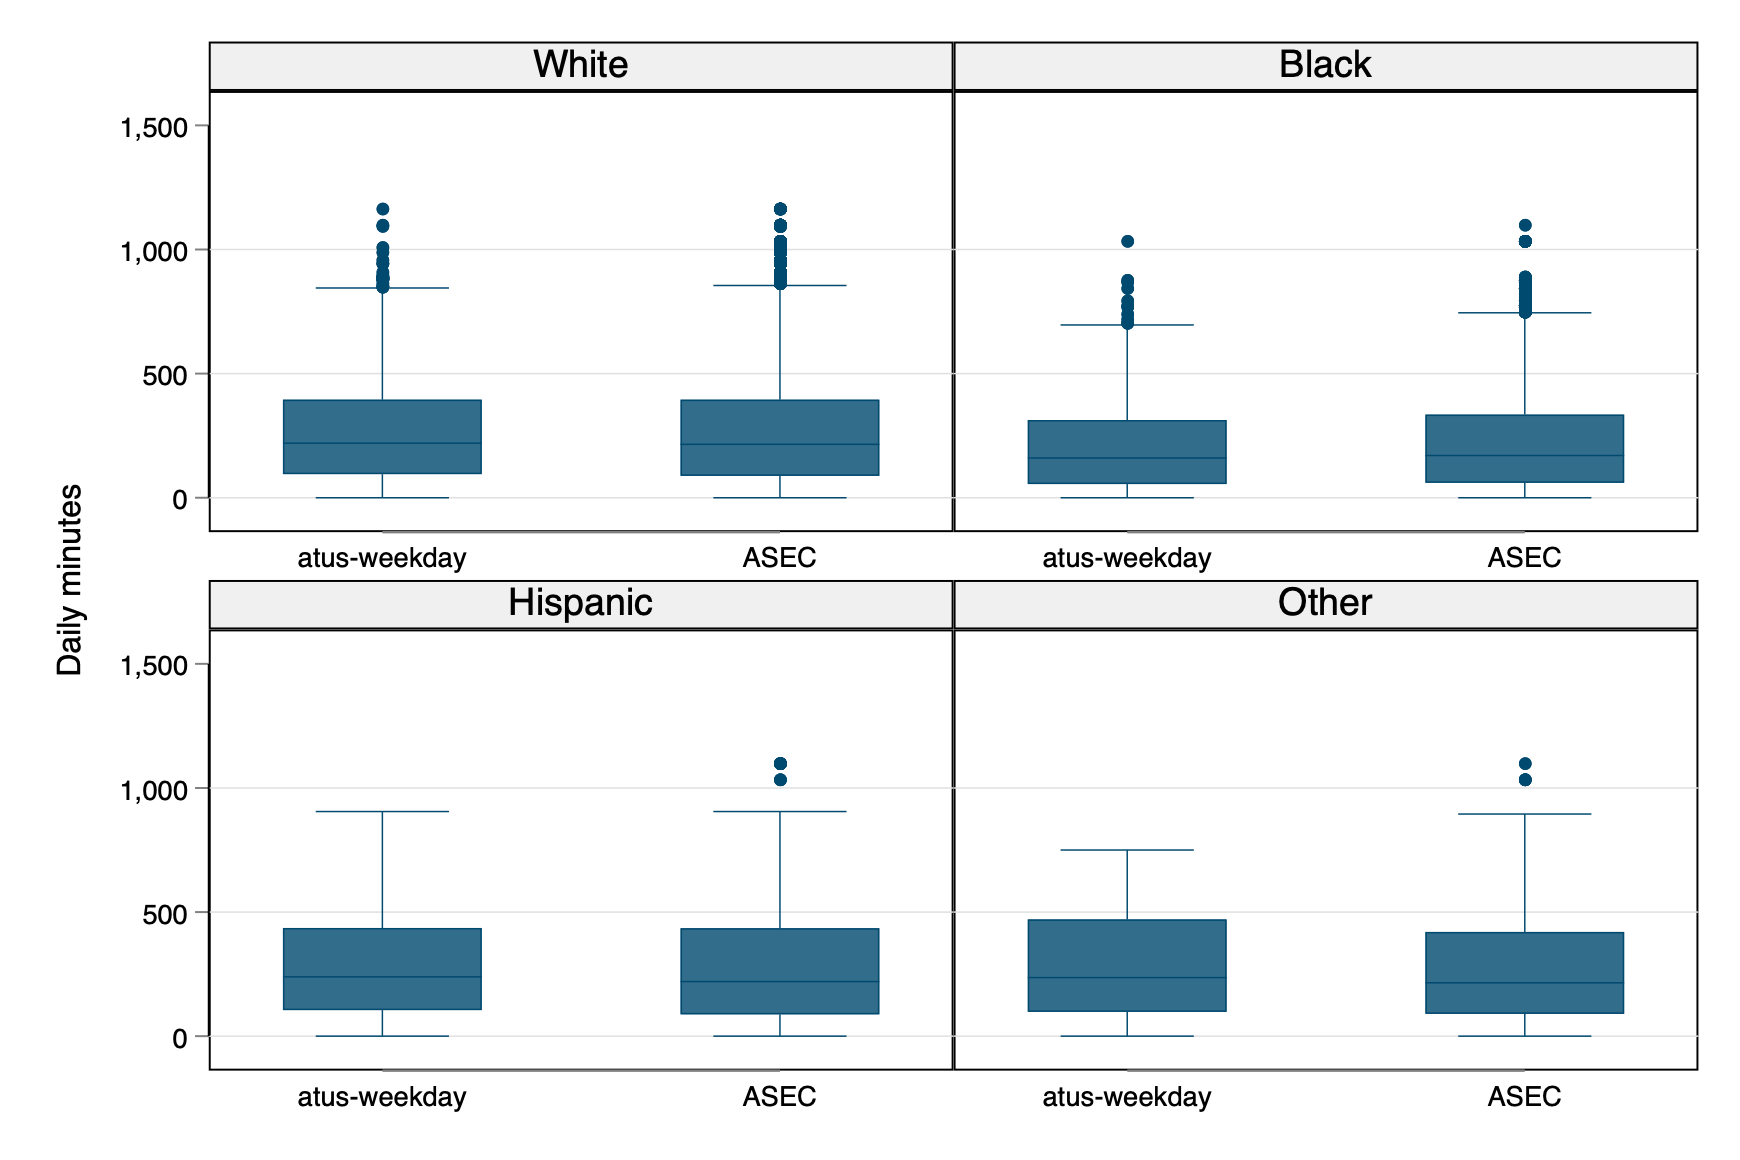 White
Black
1,500
1,000
500
0
atus-weekday
ASEC
atus-weekday
ASEC
Daily minutes
Hispanic
Other
1,500
1,000
500
0
atus-weekday
ASEC
atus-weekday
ASEC